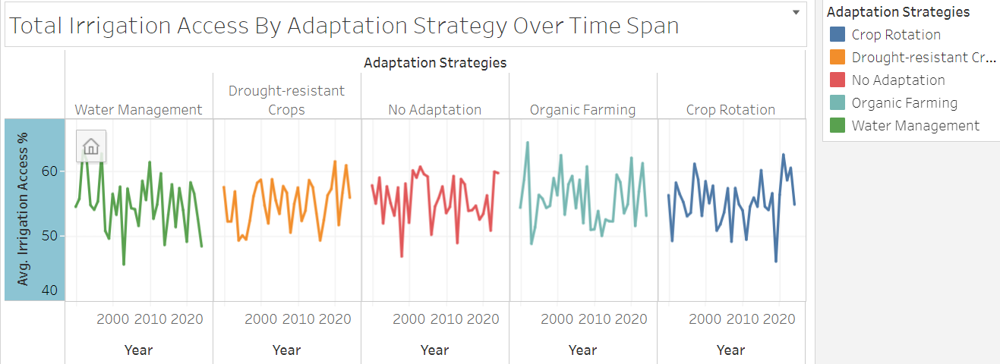 Total Irrigation Access By Adaptation Strategy Over Time Span
Adaptation Strategies
Water Management
Drought-resistant
Crops
No Adaptation
Organic Farming
Crop Rotation
Avg. Irrigation Access %
60
50
40
2000 2010 2020
2000 2010 2020
2000 2010 2020
2000 2010 2020
2000 2010 2020
Year
Year
Year
Year
Year
Adaptation Strategies
Crop Rotation
Drought-resistant Cr...
No Adaptation
Organic Farming
Water Management